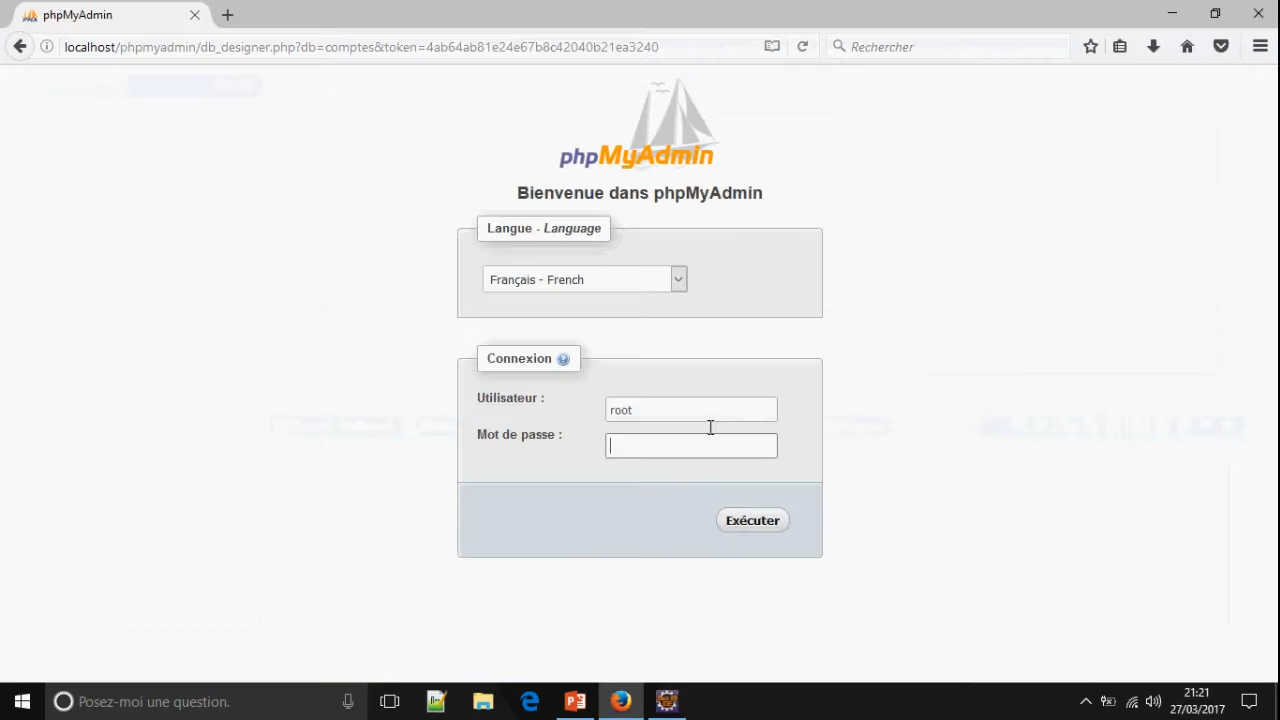 phpMyAdmin
localhost/phpmyadmin/db_designer.php?db=comptes&token=4ab64ab81e24e67b8c42040b21ea3240
Rechercher
phpMyAdmin
Bienvenue dans phpMyAdmin
Langue - Language
Français - French
Connexion
Utilisateur :
root
Mot de passe :
Exécuter
Posez-moi une question.
21:21
27/03/2017